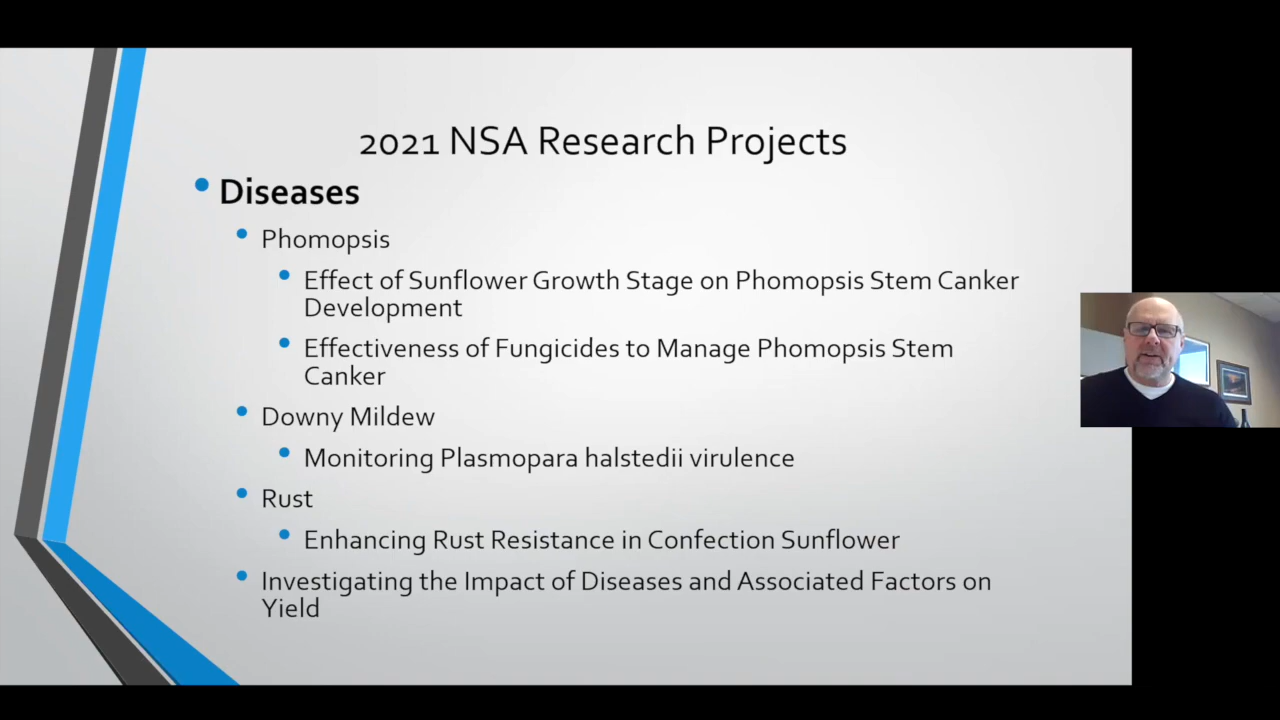 2021 NSA Research Projects
Diseases
Phomopsis
Effect of Sunflower Growth Stage on Phomopsis Stem Canker
Development
Effectiveness of Fungicides to Manage Phomopsis Stem
Canker
Downy Mildew
Monitoring Plasmopara halstedii virulence
Rust
Enhancing Rust Resistance in Confection Sunflower
Investigating the Impact of Diseases and Associated Factors on
Yield